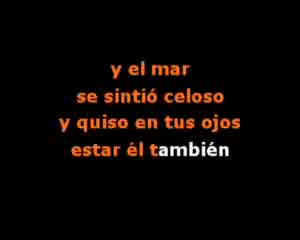 y el mar
se sintió celoso
y quiso en tus ojos
estar él también